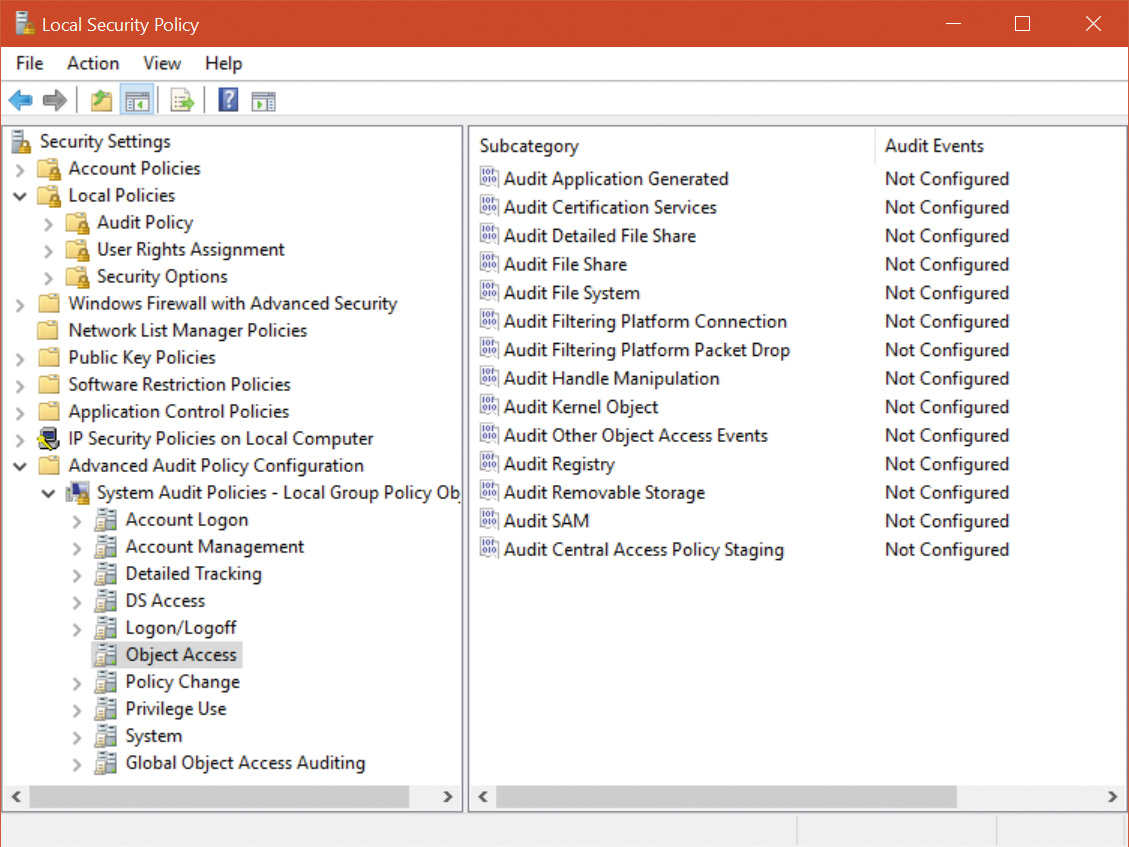 Local Security Policy
File Action View Help
Security Settings
Account Policies
Local Policies
Audit Policy
User Rights Assignment
Security Options
Windows Firewall with Advanced Security
Network List Manager Policies
Public Key Policies
Software Restriction Policies
Application Control Policies
IP Security Policies on Local Computer
Advanced Audit Policy Configuration
System Audit Policies - Local Group Policy Ob
Account Logon
Account Management
Detailed Tracking
DS Access
Logon/Logoff
Object Access
Policy Change
Privilege Use
System
Global Object Access Auditing
Subcategory Audit Events
Audit Application Generated Not Configured
Audit Certification Services Not Configured
Audit Detailed File Share Not Configured
Audit File Share Not Configured
Audit File System Not Configured
Audit Filtering Platform Connection Not Configured
Audit Filtering Platform Packet Drop Not Configured
Audit Handle Manipulation Not Configured
Audit Kernel Object Not Configured
Audit Other Object Access Events Not Configured
Audit Registry Not Configured
Audit Removable Storage Not Configured
Audit SAM Not Configured
Audit Central Access Policy Staging Not Configured